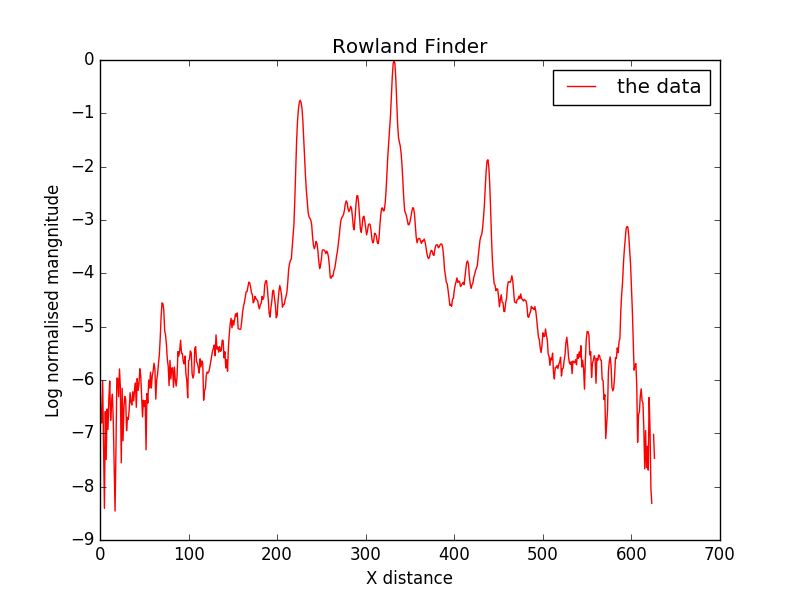 Rowland Finder
the data
Log normalised mangnitude
0
−1
−2
−3
−4
−5
−6
−7
−8
−9
0 100 200 300 400 500 600 700
X distance